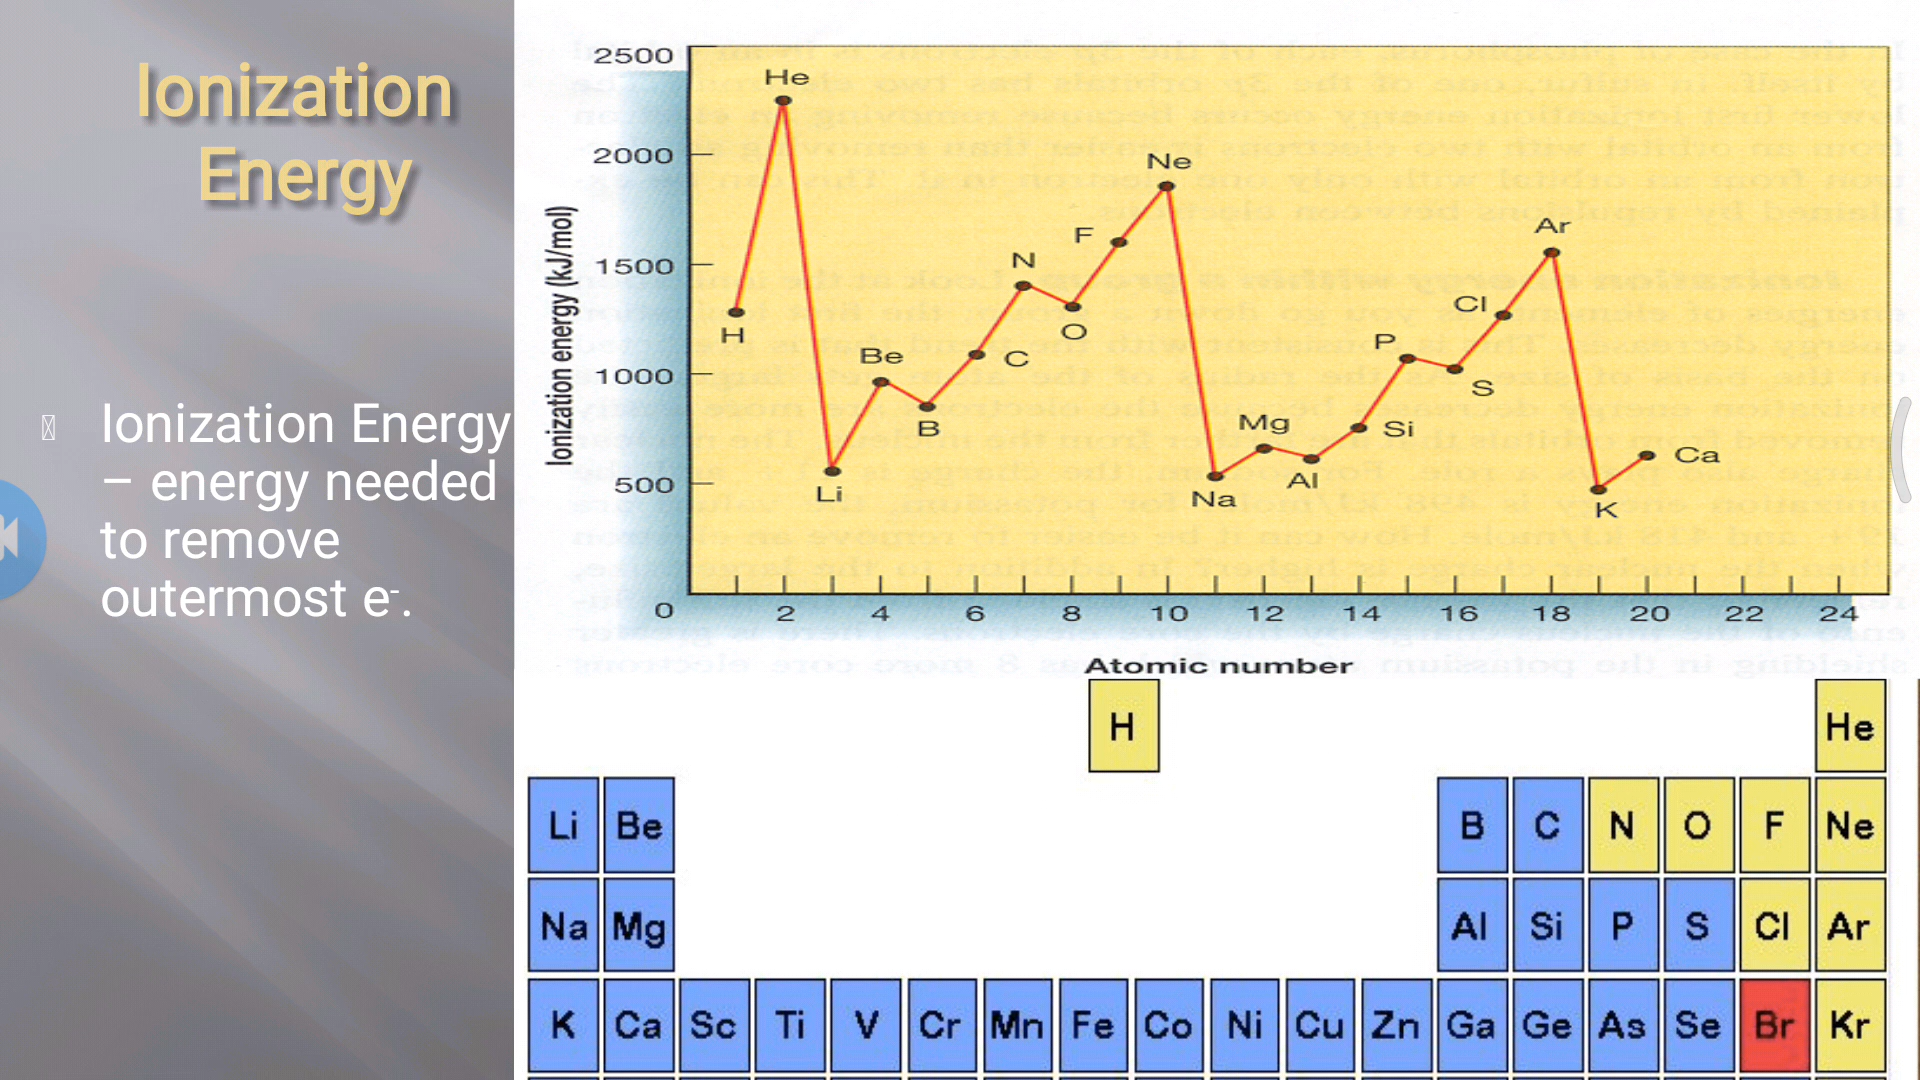 Ionization
Energy
Ionization Energy
– energy needed
to remove
outermost e-.
Ionization energy (kJ/mol)
2500
2000
1500
1000
500
0
He
Ne
Ar
F
N
Cl
H
O
Be
C
P
S
B
Mg
Si
Ca
Li
Na
Al
K
2 4 6 8 10 12 14 16 18 20 22 24
Atomic number
H He
Li Be B C N O F Ne
Na Mg Al Si P S Cl Ar
K Ca Sc Ti V Cr Mn Fe Co Ni Cu Zn Ga Ge As Se Br Kr